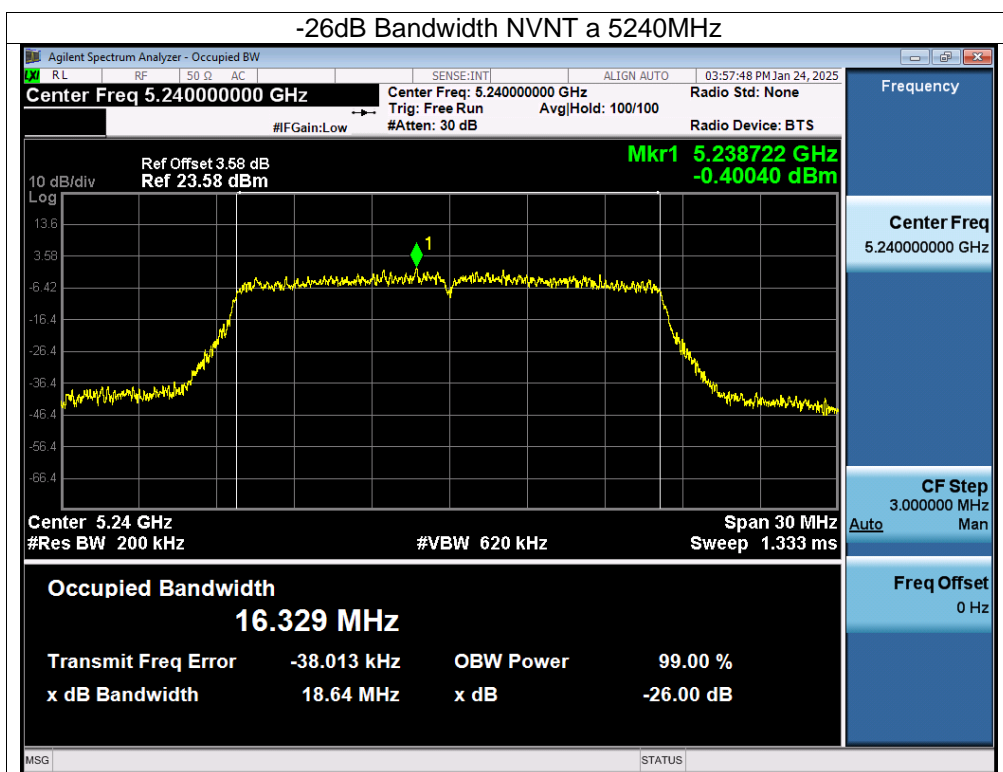 -26dB Bandwidth NVNT a 5240MHz
Agilent Spectrum Analyzer - Occupied BW
LXI RL RF 50 Ω AC SENSE:INT ALIGN AUTO 03:57:48 PM Jan 24, 2025
Center Freq 5.240000000 GHz
Center Freq: 5.240000000 GHz Radio Std: None
Trig: Free Run Avg|Hold: 100/100
#IFGain:Low #Atten: 30 dB Radio Device: BTS
Frequency
Mkr1 5.238722 GHz
-0.40040 dBm
Ref Offset 3.58 dB
10 dB/div Ref 23.58 dBm
Log
13.6
3.58
-6.42
-16.4
-26.4
-36.4
-46.4
-56.4
-66.4
1
Center 5.24 GHz Span 30 MHz
#Res BW 200 kHz #VBW 620 kHz Sweep 1.333 ms
Center Freq
5.240000000 GHz
CF Step
3.000000 MHz
Auto Man
Freq Offset
0 Hz
Occupied Bandwidth
16.329 MHz
Transmit Freq Error -38.013 kHz OBW Power 99.00 %
x dB Bandwidth 18.64 MHz x dB -26.00 dB
MSG STATUS